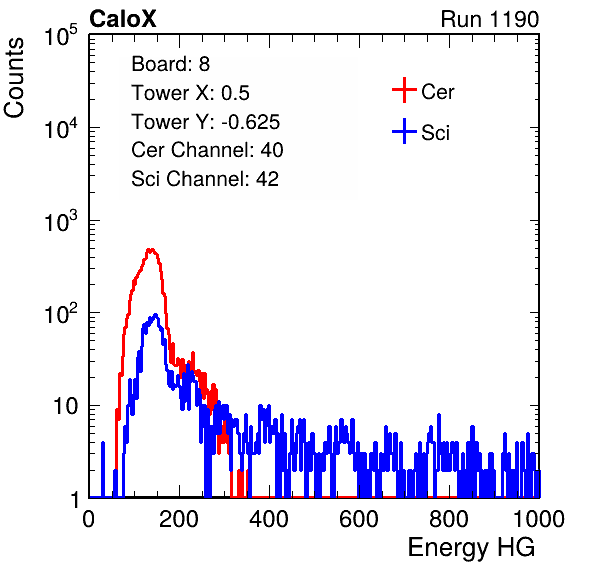 CaloX Run 1190
Board: 8
Tower X: 0.5
Tower Y: -0.625
Cer Channel: 40
Sci Channel: 42
Cer
Sci
Counts
10^5
10^4
10^3
10^2
10
1
0 200 400 600 800 1000
Energy HG